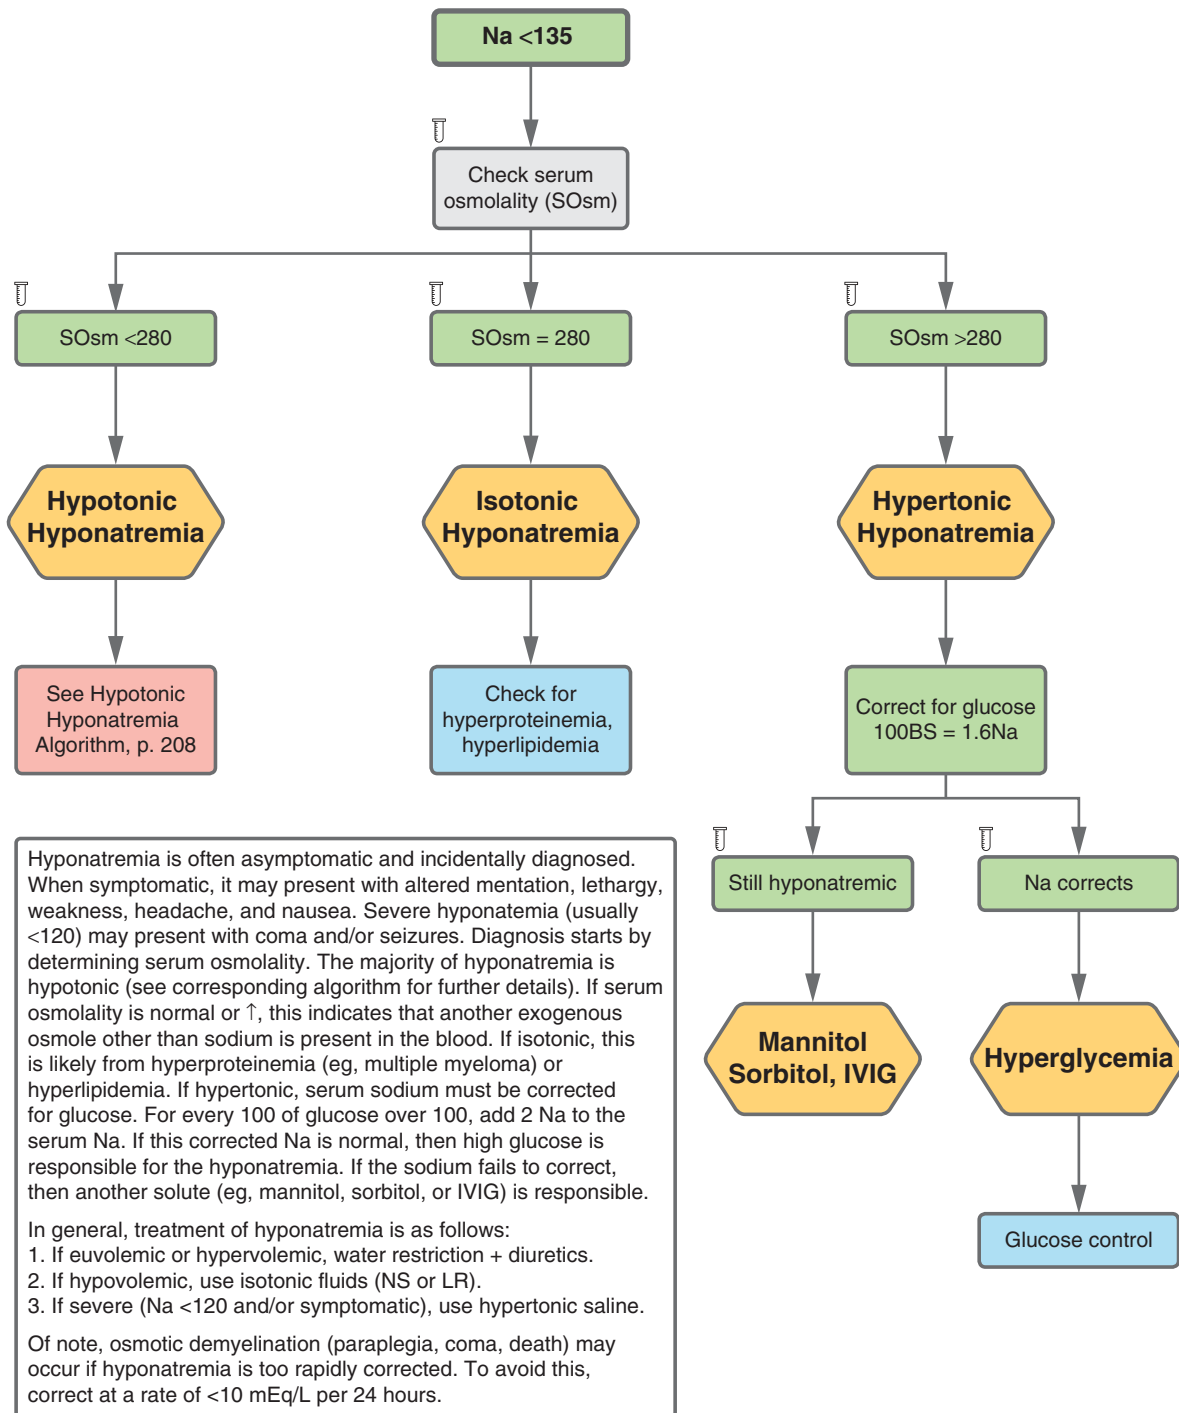 Na <135
Check serum
osmolality (SOsm)
SOsm <280
SOsm = 280
SOsm >280
Hypotonic
Hyponatremia
Isotonic
Hyponatremia
Hypertonic
Hyponatremia
See Hypotonic
Hyponatremia
Algorithm, p. 208
Check for
hyperproteinemia,
hyperlipidemia
Correct for glucose
100BS = 1.6Na
Still hyponatremic
Na corrects
Mannitol
Sorbitol, IVIG
Hyperglycemia
Glucose control
Hyponatremia is often asymptomatic and incidentally diagnosed.
When symptomatic, it may present with altered mentation, lethargy,
weakness, headache, and nausea. Severe hyponatemia (usually
<120) may present with coma and/or seizures. Diagnosis starts by
determining serum osmolality. The majority of hyponatremia is
hypotonic (see corresponding algorithm for further details). If serum
osmolality is normal or ↑, this indicates that another exogenous
osmole other than sodium is present in the blood. If isotonic, this
is likely from hyperproteinemia (eg, multiple myeloma) or
hyperlipidemia. If hypertonic, serum sodium must be corrected
for glucose. For every 100 of glucose over 100, add 2 Na to the
serum Na. If this corrected Na is normal, then high glucose is
responsible for the hyponatremia. If the sodium fails to correct,
then another solute (eg, mannitol, sorbitol, or IVIG) is responsible.
In general, treatment of hyponatremia is as follows:
1. If euvolemic or hypervolemic, water restriction + diuretics.
2. If hypovolemic, use isotonic fluids (NS or LR).
3. If severe (Na <120 and/or symptomatic), use hypertonic saline.
Of note, osmotic demyelination (paraplegia, coma, death) may
occur if hyponatremia is too rapidly corrected. To avoid this,
correct at a rate of <10 mEq/L per 24 hours.